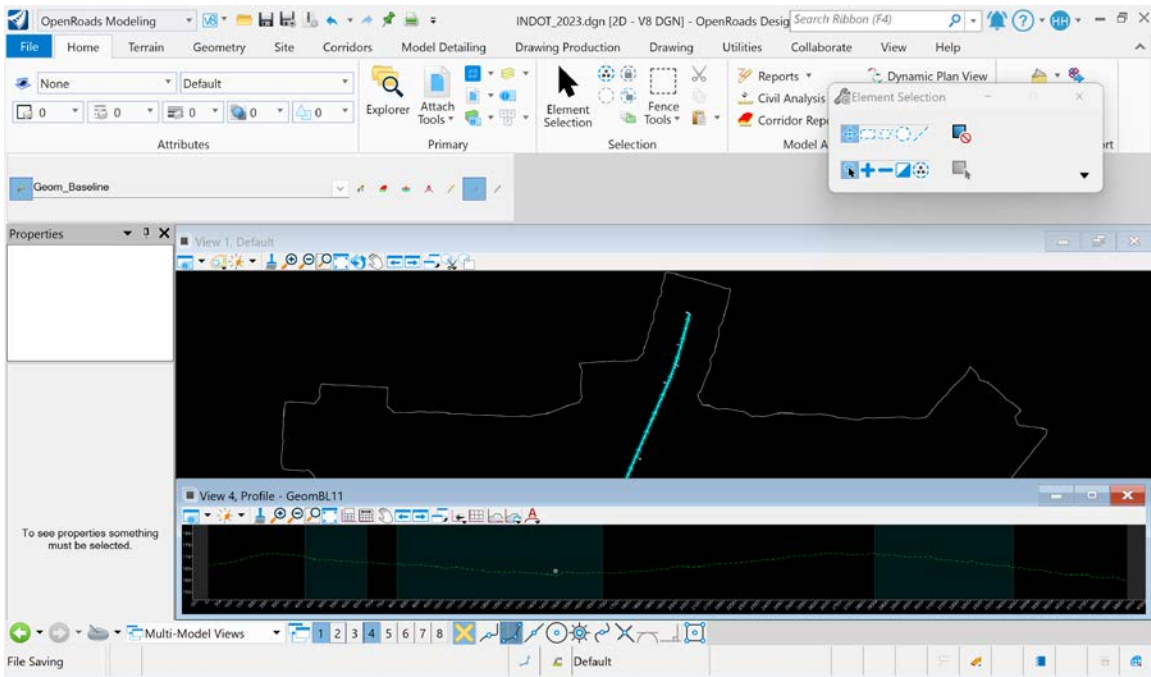 OpenRoads Modeling
INDOT_2023.dgn [2D - V8 DGN] - OpenRoads Desig
Search Ribbon (F4)
HH
File Home Terrain Geometry Site Corridors Model Detailing Drawing Production Drawing Utilities Collaborate View Help
None
Default
0 0 0 0 0
Attributes
Explorer
Attach
Tools
Primary
Element
Selection
Fence
Tools
Selection
Reports
Civil Analysis
Corridor Rep
Model A
Dynamic Plan View
rt
Element Selection
Geom_Baseline
Properties
View 1, Default
View 4, Profile - GeomBL11
To see properties something
must be selected.
Multi-Model Views
1 2 3 4 5 6 7 8
File Saving
Default